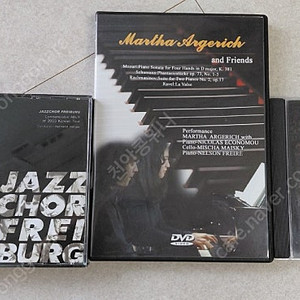 JAZZCHOR FREIBURG
JAZZ
CHOR
FREI
BURG
Martha Argerich
and Friends
Mozart:Piano Sonata for Four Hands in D major, K. 381
Schumann:Phantasiestücke op. 73, No. 1-3
Rachmaninov:Suite for Two Pianos No. 2, op. 17
Ravel La Valse
Performance
MARTHA ARGERICH with
Piano-NICOLAS ECONOMOU
Cello-MISCHA MAISKY
Piano-NELSON FREIRE
DVD
VIDEO